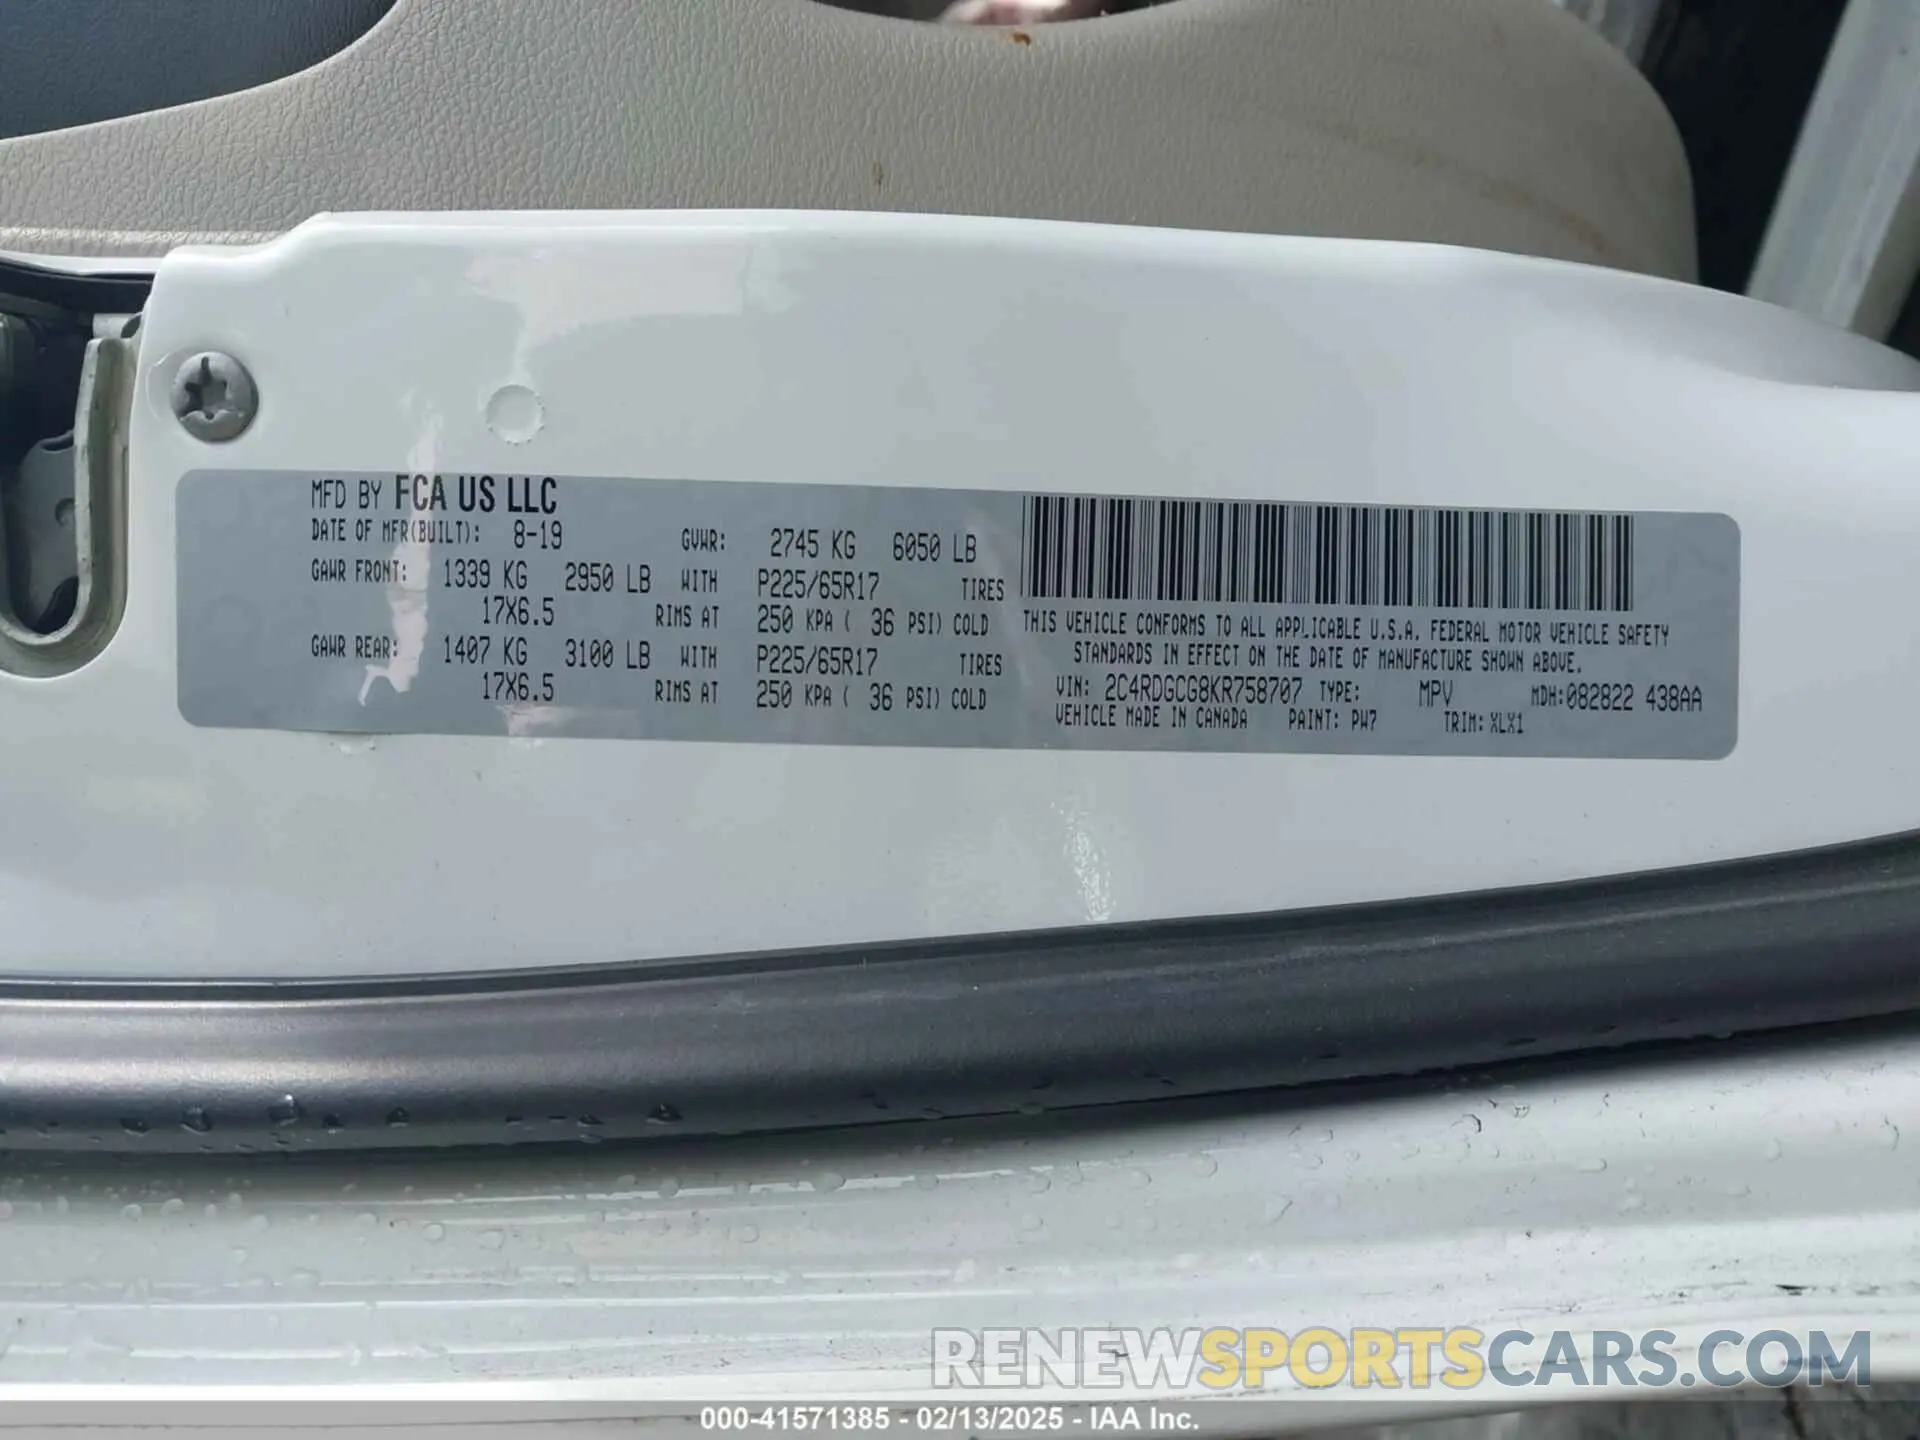 MFD BY FCA US LLC
DATE OF MFR(BUILT): 8-19 GVWR: 2745 KG 6050 LB
GAWR FRONT: 1339 KG 2950 LB WITH P225/65R17 TIRES
17X6.5 RIMS AT 250 KPA ( 36 PSI) COLD
GAWR REAR: 1407 KG 3100 LB WITH P225/65R17 TIRES
17X6.5 RIMS AT 250 KPA ( 36 PSI) COLD
THIS VEHICLE CONFORMS TO ALL APPLICABLE U.S.A. FEDERAL MOTOR VEHICLE SAFETY
STANDARDS IN EFFECT ON THE DATE OF MANUFACTURE SHOWN ABOVE.
VIN: 2C4RDGCG8KR758707 TYPE: MPV MDH:082822 438AA
VEHICLE MADE IN CANADA PAINT: PW7 TRIM: XLX1
RENEWSPORTSCARS.COM
000-41571385 - 02/13/2025 - IAA Inc.